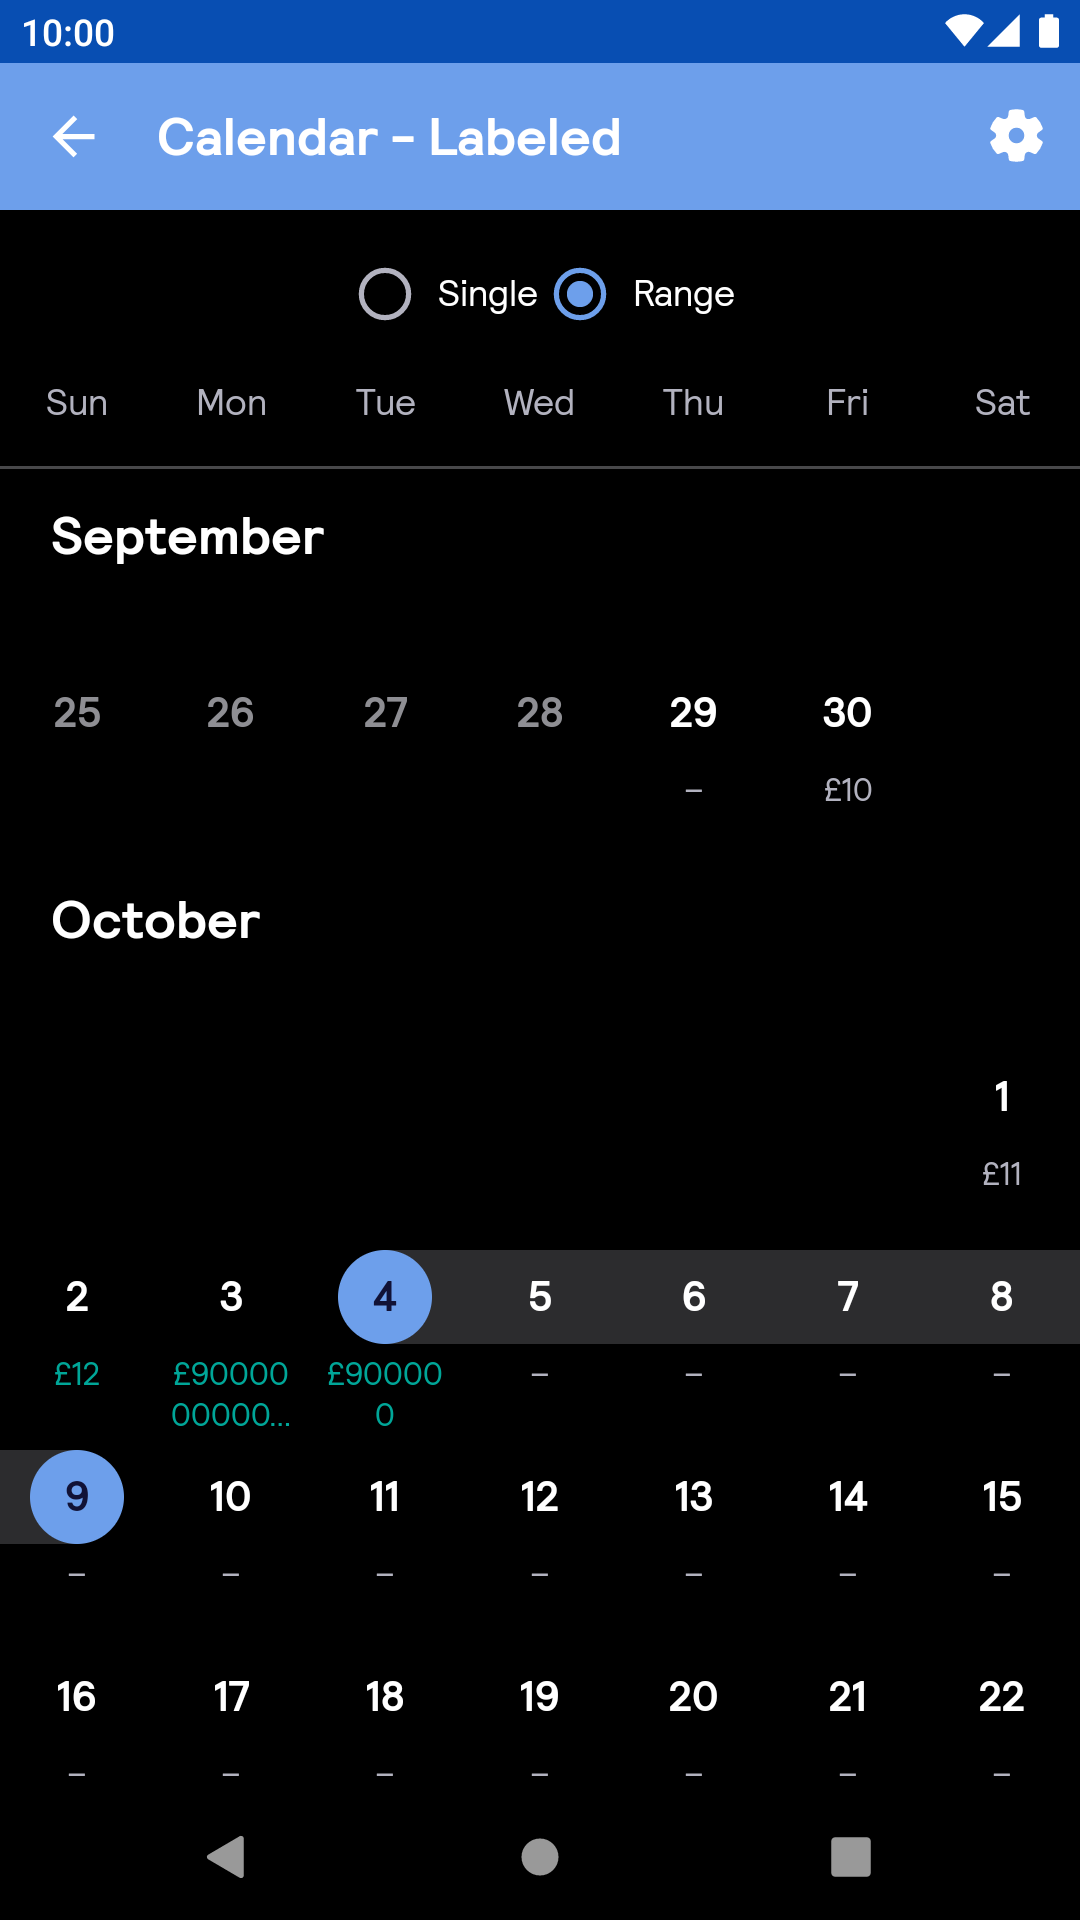 10:00
Calendar - Labeled
Single Range
Sun Mon Tue Wed Thu Fri Sat
September
25 26 27 28 29 30
– £10
October
1
£11
2 3 4 5 6 7 8
£12 £90000 £90000 – – – –
00000... 0
9 10 11 12 13 14 15
– – – – – – –
16 17 18 19 20 21 22
– – – – – – –